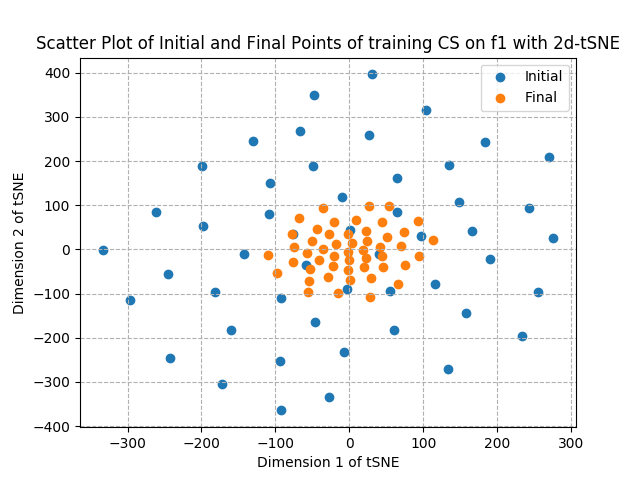 Scatter Plot of Initial and Final Points of training CS on f1 with 2d-tSNE
Initial
Final
400
300
200
100
0
−100
−200
−300
−400
Dimension 2 of tSNE
−300 −200 −100 0 100 200 300
Dimension 1 of tSNE